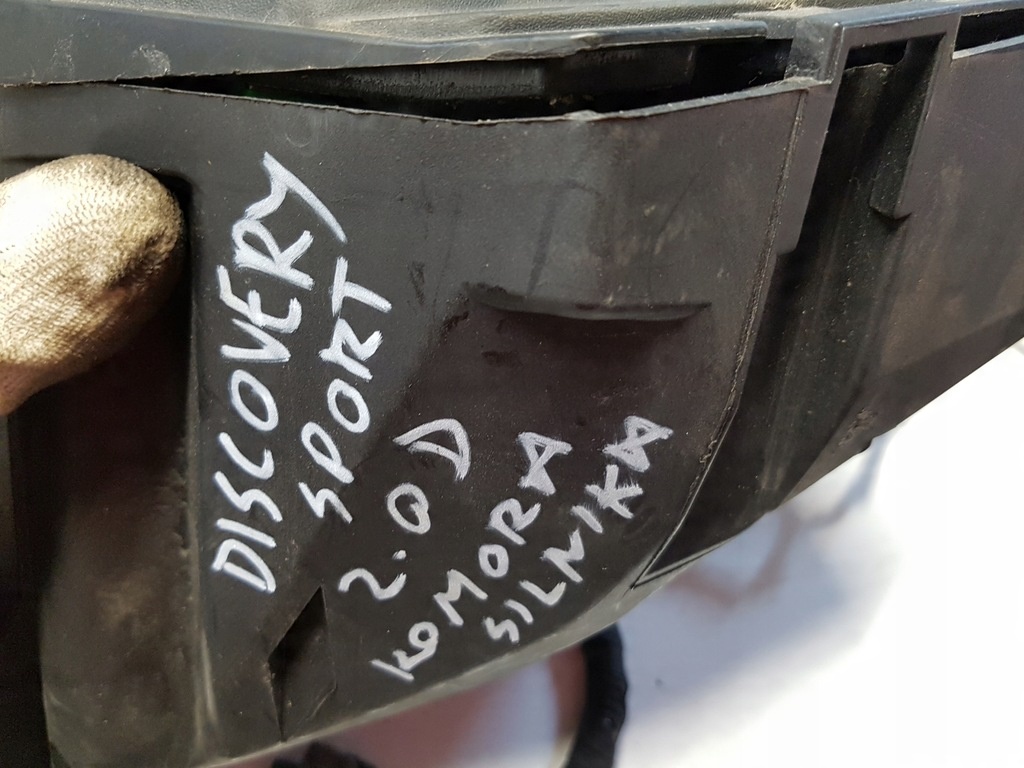 DISCOVERY
SPORT
2.0D
KOMORA
SILNIKA